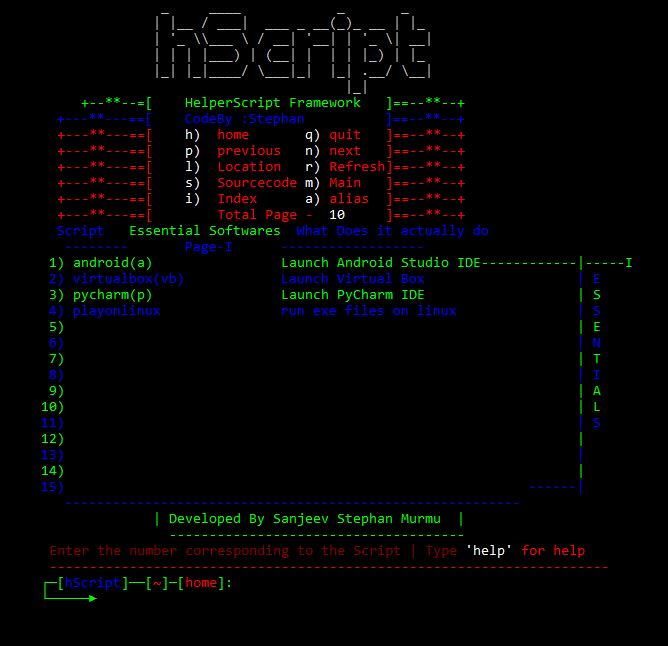 hScript
+--**--=[ HelperScript Framework ]==--**--+
+---**---==[ CodeBy :Stephan ]==--**--+
+---**---==[ h) home q) quit ]==--**--+
+---**---==[ p) previous n) next ]==--**--+
+---**---==[ l) Location r) Refresh]==--**--+
+---**---==[ s) Sourcecode m) Main ]==--**--+
+---**---==[ i) Index a) alias ]==--**--+
+---**---==[ Total Page - 10 ]==--**--+
Script Essential Softwares What Does it actually do
-------- Page-I ------------------
1) android(a) Launch Android Studio IDE------------|-----I
2) virtualbox(vb) Launch Virtual Box | E
3) pycharm(p) Launch PyCharm IDE | S
4) playonlinux run exe files on linux | S
5) | E
6) | N
7) | T
8) | I
9) | A
10) | L
11) | S
12) |
13) |
14) |
15) ------|
| Developed By Sanjeev Stephan Murmu |
Enter the number corresponding to the Script | Type 'help' for help
[hScript]──[~]─[home]: